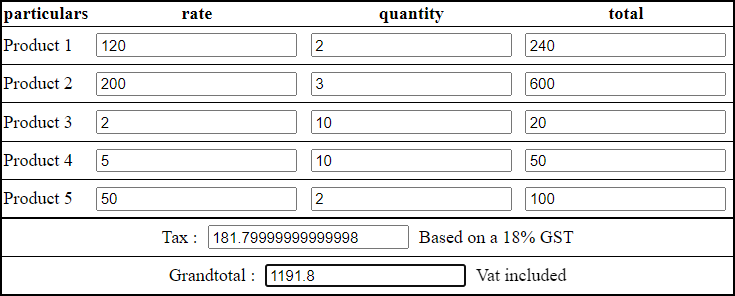 particulars rate quantity total
Product 1 120 2 240
Product 2 200 3 600
Product 3 2 10 20
Product 4 5 10 50
Product 5 50 2 100
Tax : 181.79999999999998 Based on a 18% GST
Grandtotal : 1191.8 Vat included